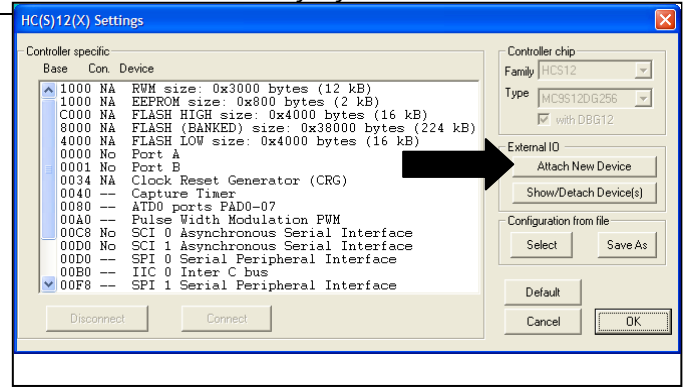 HC(S)12(X) Settings
Controller specific
Base Con. Device
1000 NA RWM size: 0x3000 bytes (12 kB)
1000 NA EEPROM size: 0x800 bytes (2 kB)
C000 NA FLASH HIGH size: 0x4000 bytes (16 kB)
8000 NA FLASH (BANKED) size: 0x38000 bytes (224 kB)
4000 NA FLASH LOW size: 0x4000 bytes (16 kB)
0000 No Port A
0001 No Port B
0034 NA Clock Reset Generator (CRG)
0040 -- Capture Timer
0080 -- ATD0 ports PAD0-07
00A0 -- Pulse Width Modulation PWM
00C8 No SCI 0 Asynchronous Serial Interface
00D0 No SCI 1 Asynchronous Serial Interface
00D0 -- SPI 0 Serial Peripheral Interface
00B0 -- IIC 0 Inter C bus
00F8 -- SPI 1 Serial Peripheral Interface
Disconnect Connect
Controller chip
Family HCS12
Type MC9S12DG256
with DBG12
External IO
Attach New Device
Show/Detach Device(s)
Configuration from file
Select Save As
Default
Cancel OK